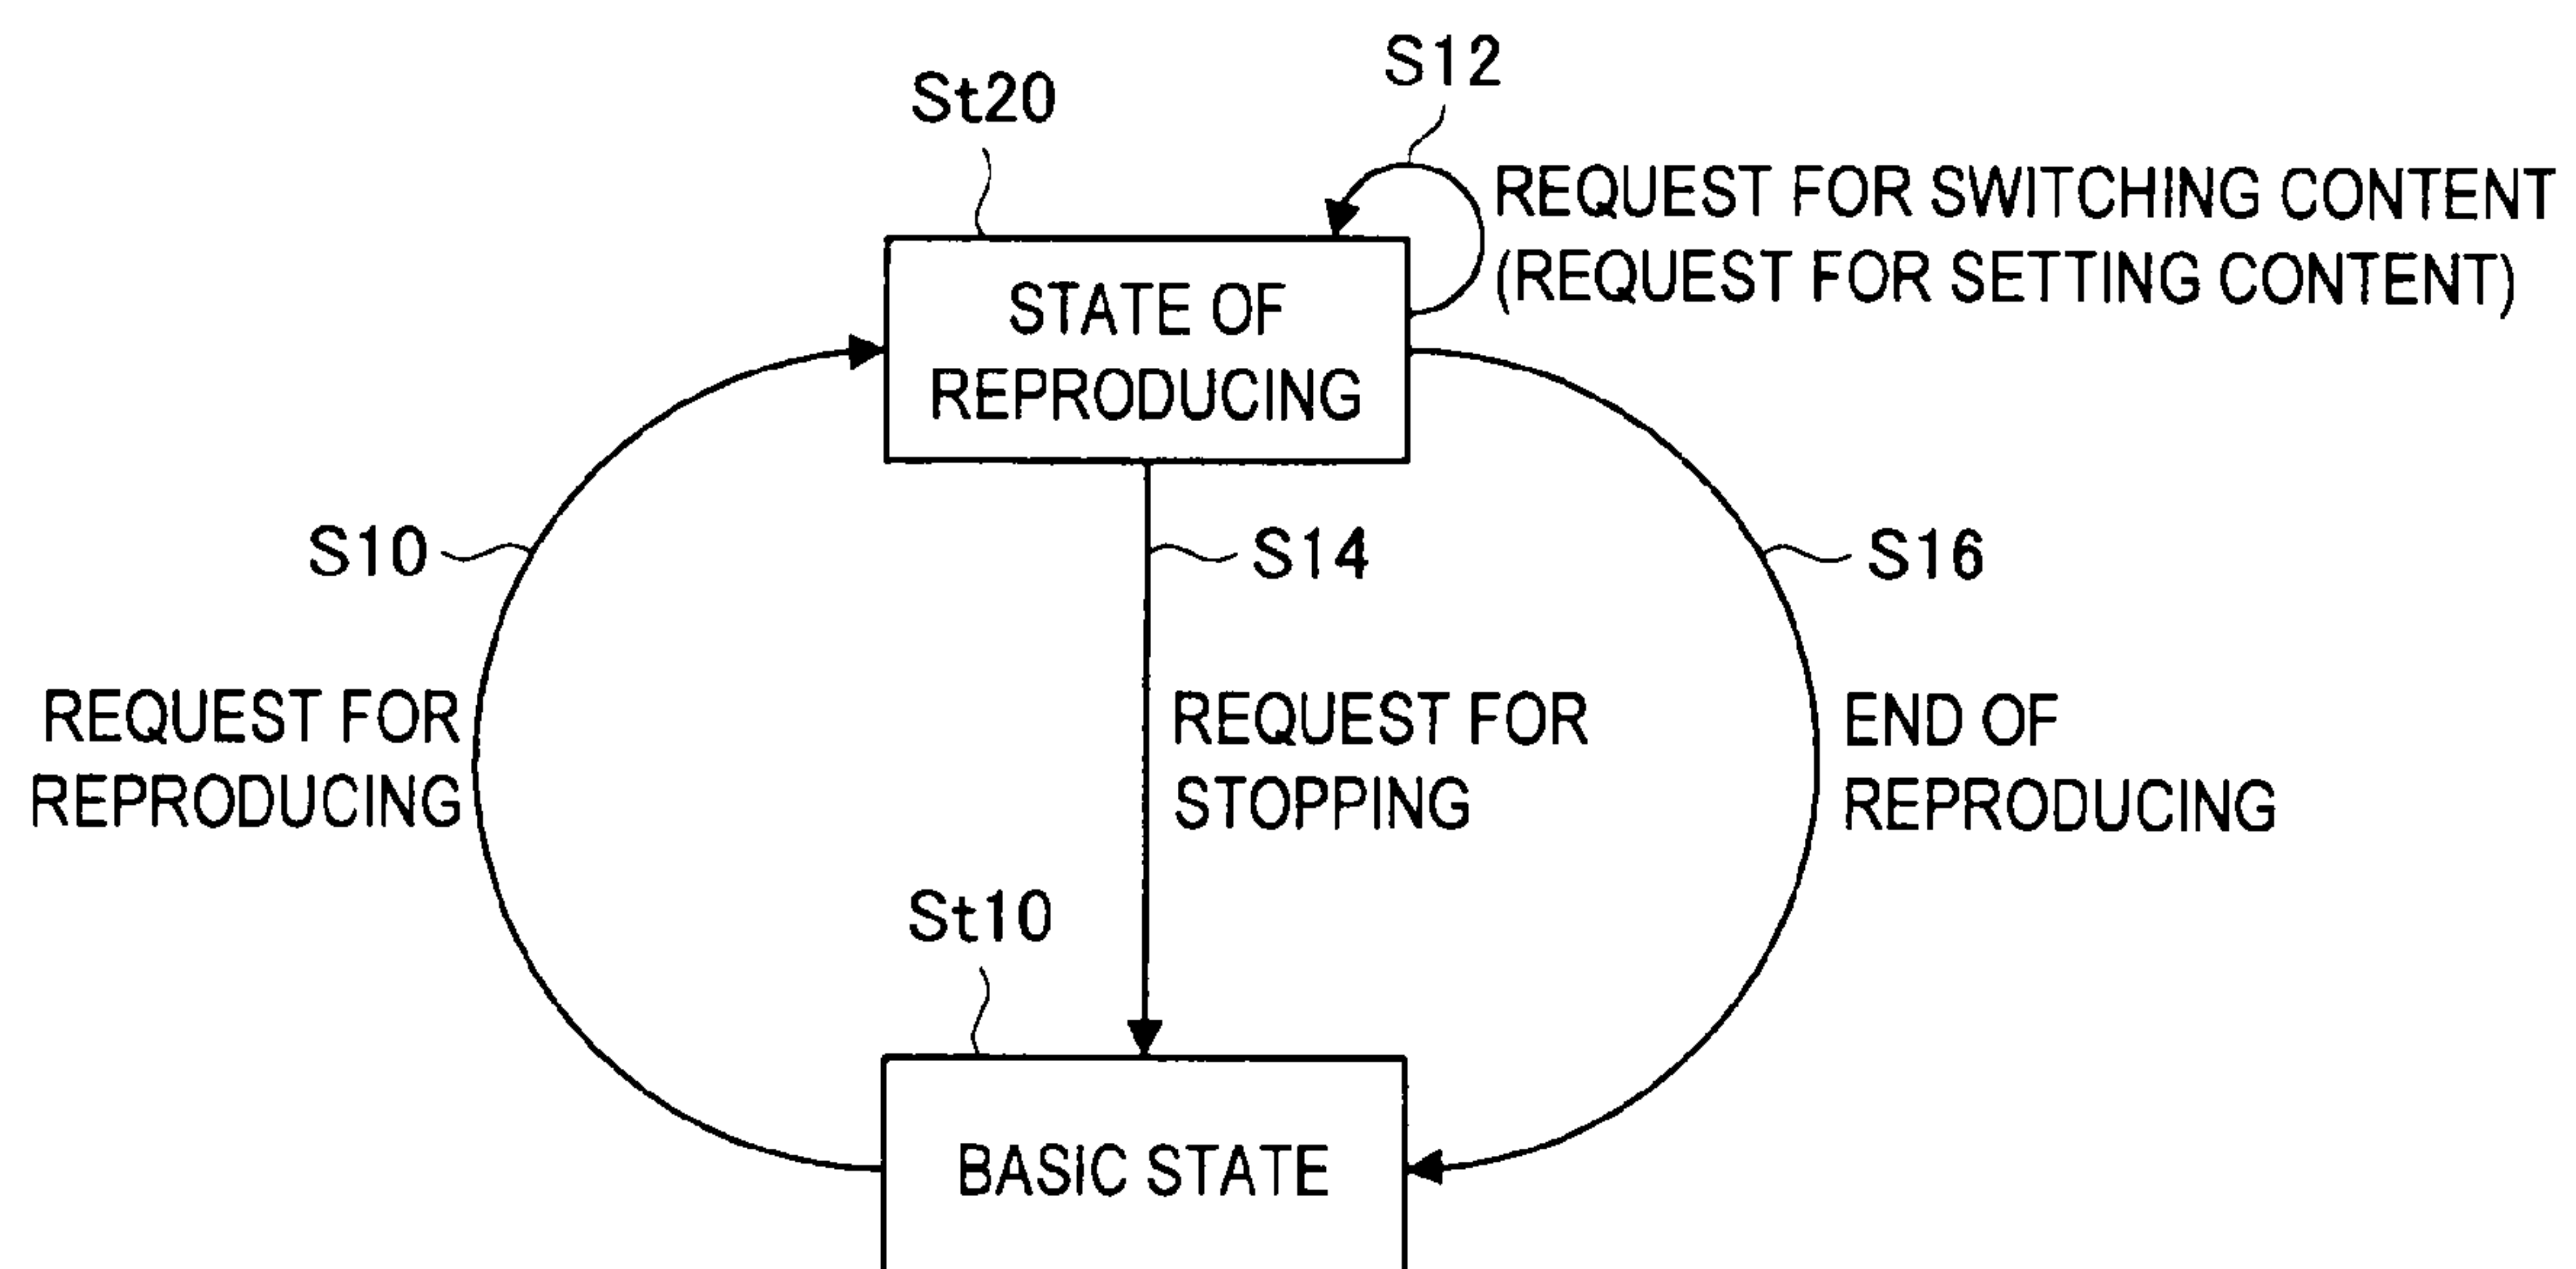 S12
St20
REQUEST FOR SWITCHING CONTENT
(REQUEST FOR SETTING CONTENT)
STATE OF
REPRODUCING
S10
S14
S16
REQUEST FOR
REPRODUCING
REQUEST FOR
STOPPING
END OF
REPRODUCING
St10
BASIC STATE